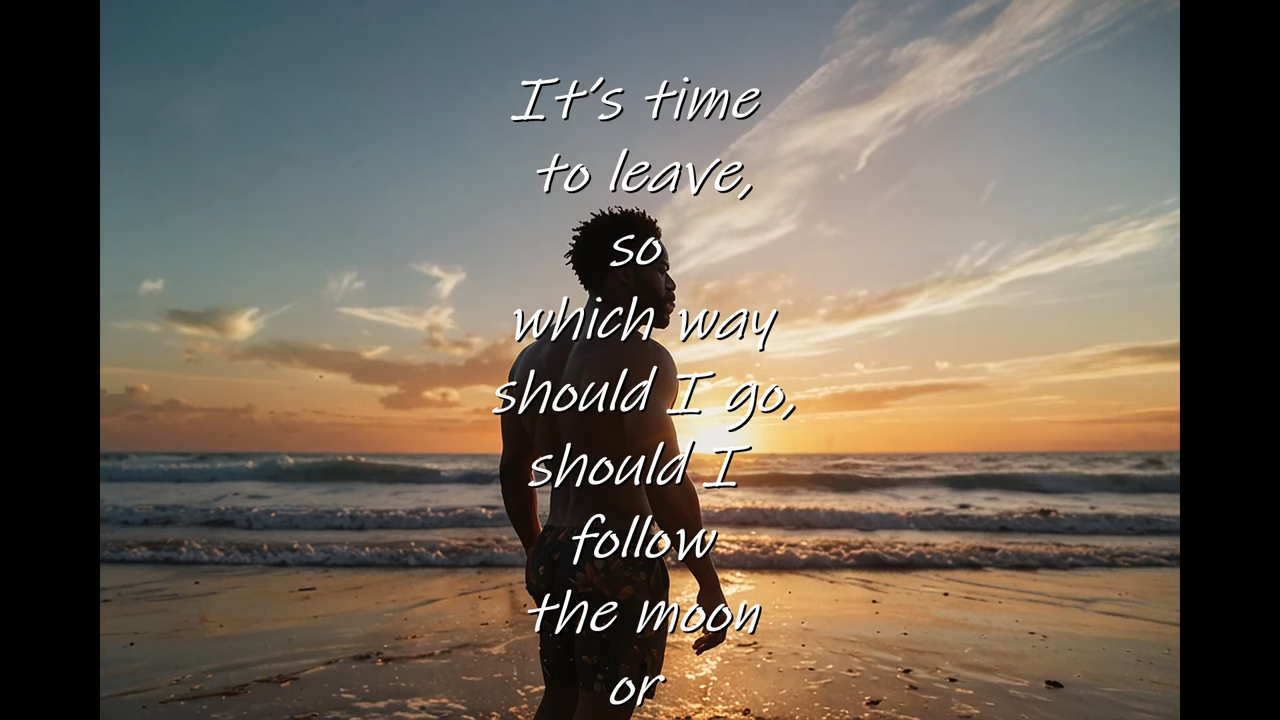 It's time
to leave,
so
which way
should I go,
should I
follow
the moon
or